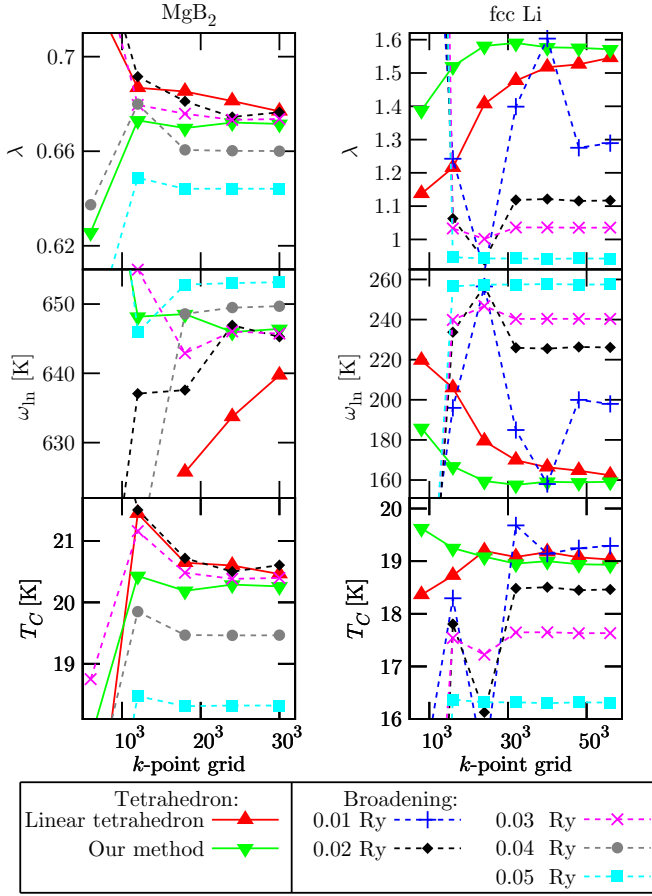 MgB2
fcc Li
0.7
0.66
0.62
λ
1.6
1.5
1.4
1.3
1.2
1.1
1
λ
650
640
630
ωln [K]
260
240
220
200
180
160
ωln [K]
21
20
18
TC [K]
20
19
18
17
16
TC [K]
10³ 20³ 30³
k-point grid
10³ 30³ 50³
k-point grid
Tetrahedron:
Linear tetrahedron
Our method
Broadening:
0.01 Ry
0.02 Ry
0.03 Ry
0.04 Ry
0.05 Ry